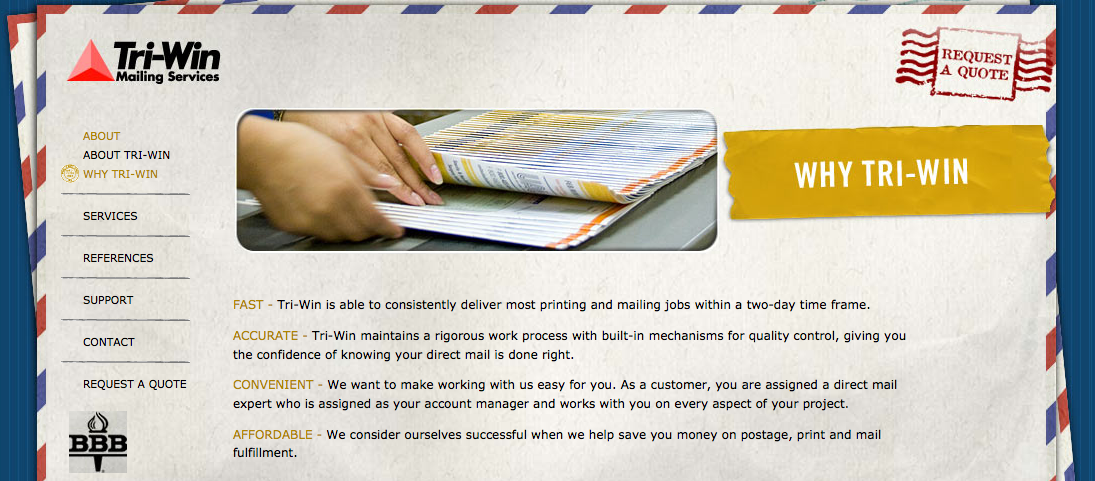 Tri-Win
Mailing Services
REQUEST
A QUOTE
ABOUT
ABOUT TRI-WIN
WHY TRI-WIN
SERVICES
REFERENCES
SUPPORT
CONTACT
REQUEST A QUOTE
BBB
WHY TRI-WIN
FAST - Tri-Win is able to consistently deliver most printing and mailing jobs within a two-day time frame.
ACCURATE - Tri-Win maintains a rigorous work process with built-in mechanisms for quality control, giving you
the confidence of knowing your direct mail is done right.
CONVENIENT - We want to make working with us easy for you. As a customer, you are assigned a direct mail
expert who is assigned as your account manager and works with you on every aspect of your project.
AFFORDABLE - We consider ourselves successful when we help save you money on postage, print and mail
fulfillment.